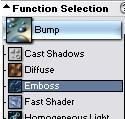 Function Selection
Bump
Cast Shadows
Diffuse
Emboss
Fast Shader
Homogeneous Light